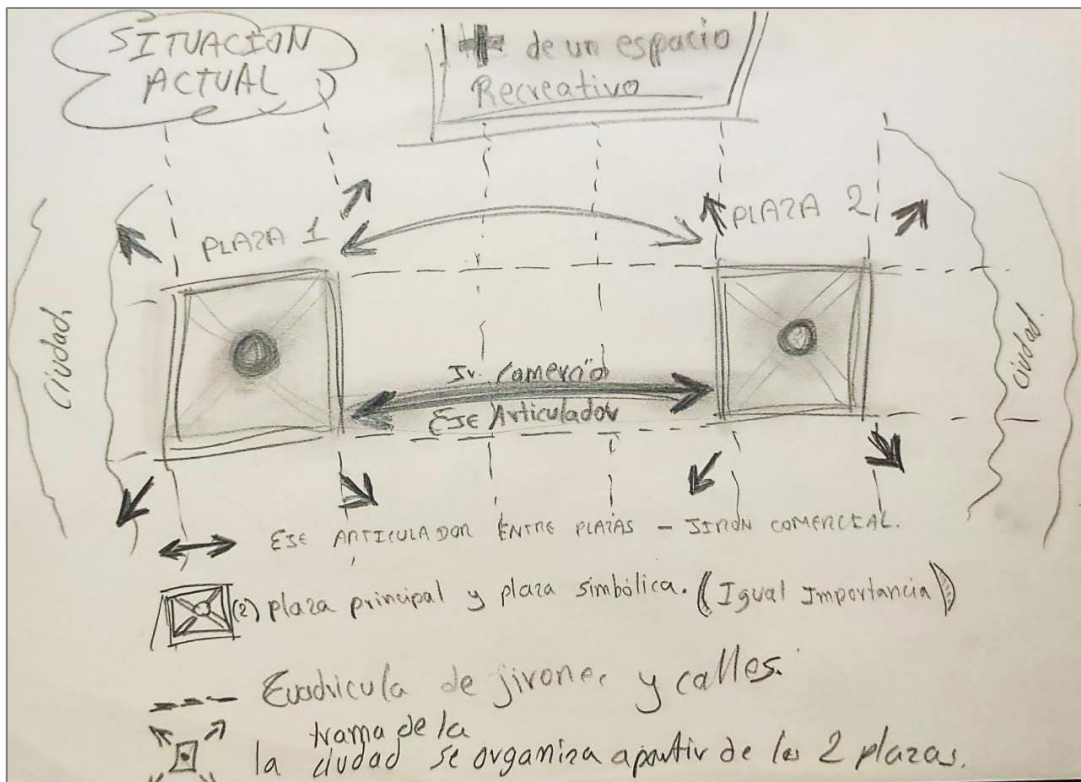 SITUACION
ACTUAL
+ de un espacio
Recreativo
PLAZA 1
PLAZA 2
Ciudad.
Ciudad.
Jr. Comercio
EJE Articulador
EJE ARTICULADOR ENTRE PLAZAS - JIRON COMERCIAL.
(2) plaza principal y plaza simbólica. (Igual Importancia)
Cuadricula de jirones y calles.
trama de la
la ciudad se organiza apartir de las 2 plazas.